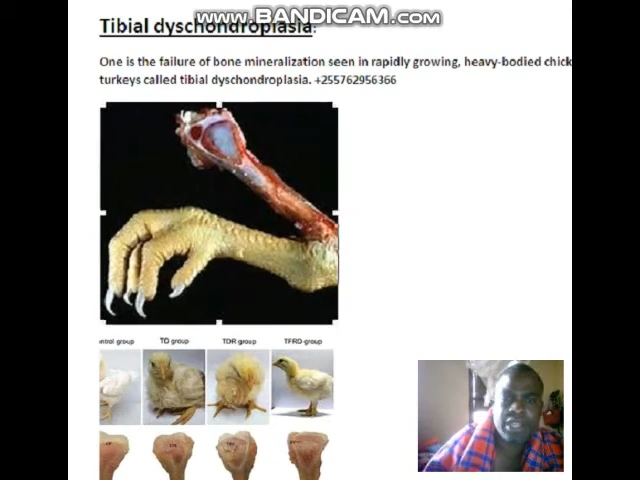 www.BANDICAM.com
Tibial dyschondroplasia:
One is the failure of bone mineralization seen in rapidly growing, heavy-bodied chick
turkeys called tibial dyschondroplasia. +255762956366
ntrol group TD group TDR group TFRD group